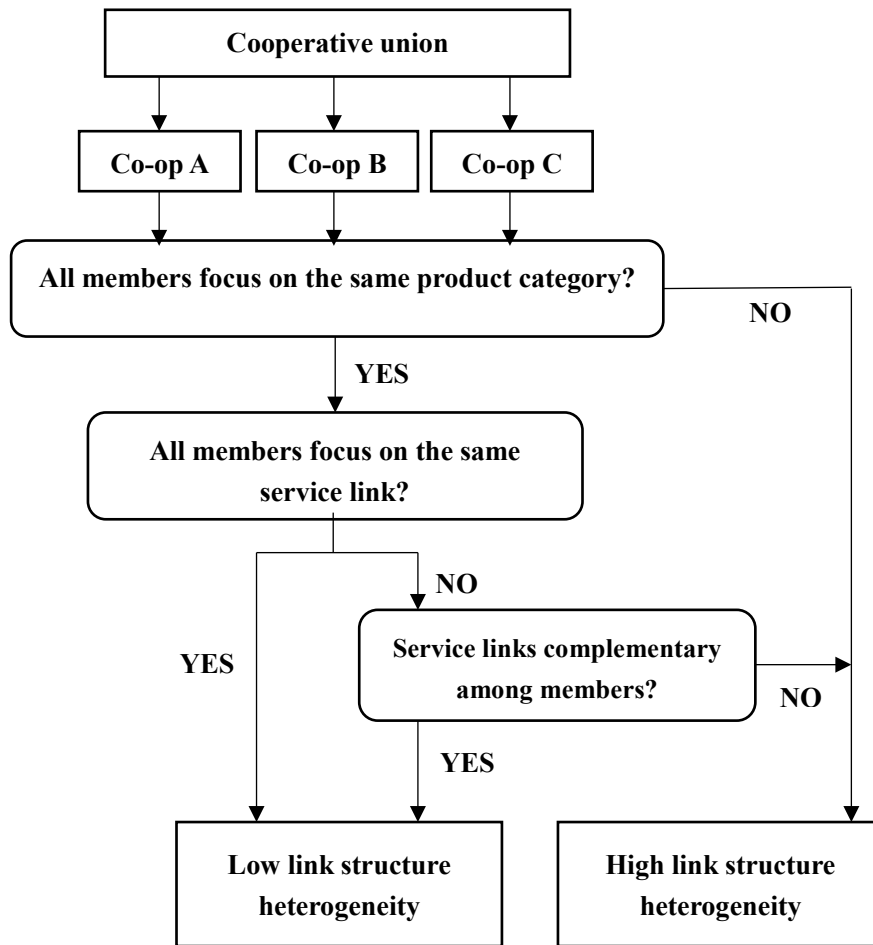 Cooperative union
Co-op A
Co-op B
Co-op C
All members focus on the same product category?
NO
YES
All members focus on the same
service link?
NO
YES
Service links complementary
among members?
NO
YES
Low link structure
heterogeneity
High link structure
heterogeneity